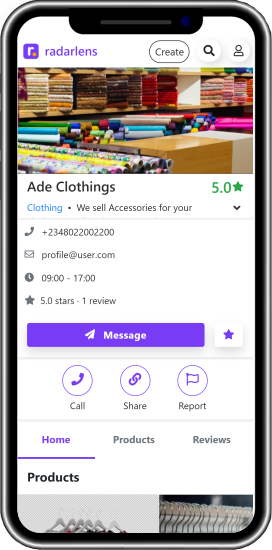 radarlens
Create
Ade Clothings
5.0
Clothing • We sell Accessories for your
+2348022002200
profile@user.com
09:00 - 17:00
5.0 stars · 1 review
Message
Call Share Report
Home Products Reviews
Products